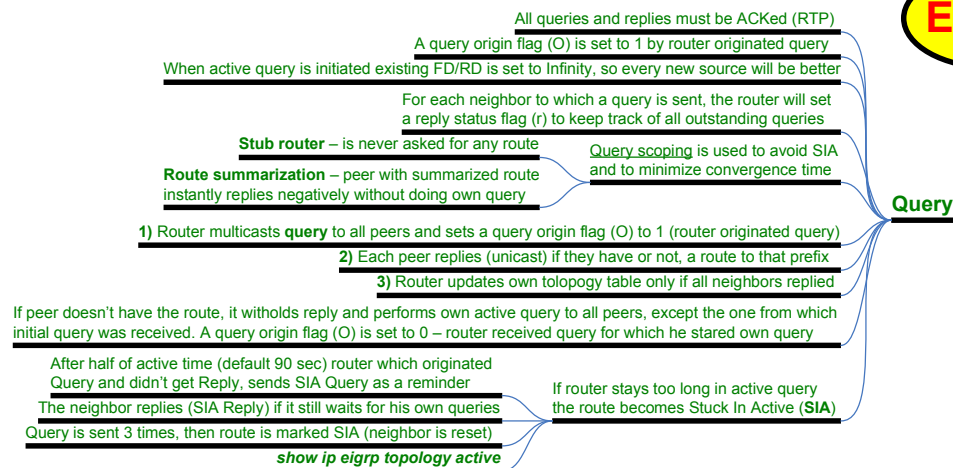 All queries and replies must be ACKed (RTP)
E
A query origin flag (O) is set to 1 by router originated query
When active query is initiated existing FD/RD is set to Infinity, so every new source will be better
For each neighbor to which a query is sent, the router will set
a reply status flag (r) to keep track of all outstanding queries
Stub router – is never asked for any route
Route summarization – peer with summarized route
instantly replies negatively without doing own query
Query scoping is used to avoid SIA
and to minimize convergence time
Query
1) Router multicasts query to all peers and sets a query origin flag (O) to 1 (router originated query)
2) Each peer replies (unicast) if they have or not, a route to that prefix
3) Router updates own tolopogy table only if all neighbors replied
If peer doesn't have the route, it witholds reply and performs own active query to all peers, except the one from which
initial query was received. A query origin flag (O) is set to 0 – router received query for which he stared own query
After half of active time (default 90 sec) router which originated
Query and didn't get Reply, sends SIA Query as a reminder
The neighbor replies (SIA Reply) if it still waits for his own queries
Query is sent 3 times, then route is marked SIA (neighbor is reset)
show ip eigrp topology active
If router stays too long in active query
the route becomes Stuck In Active (SIA)